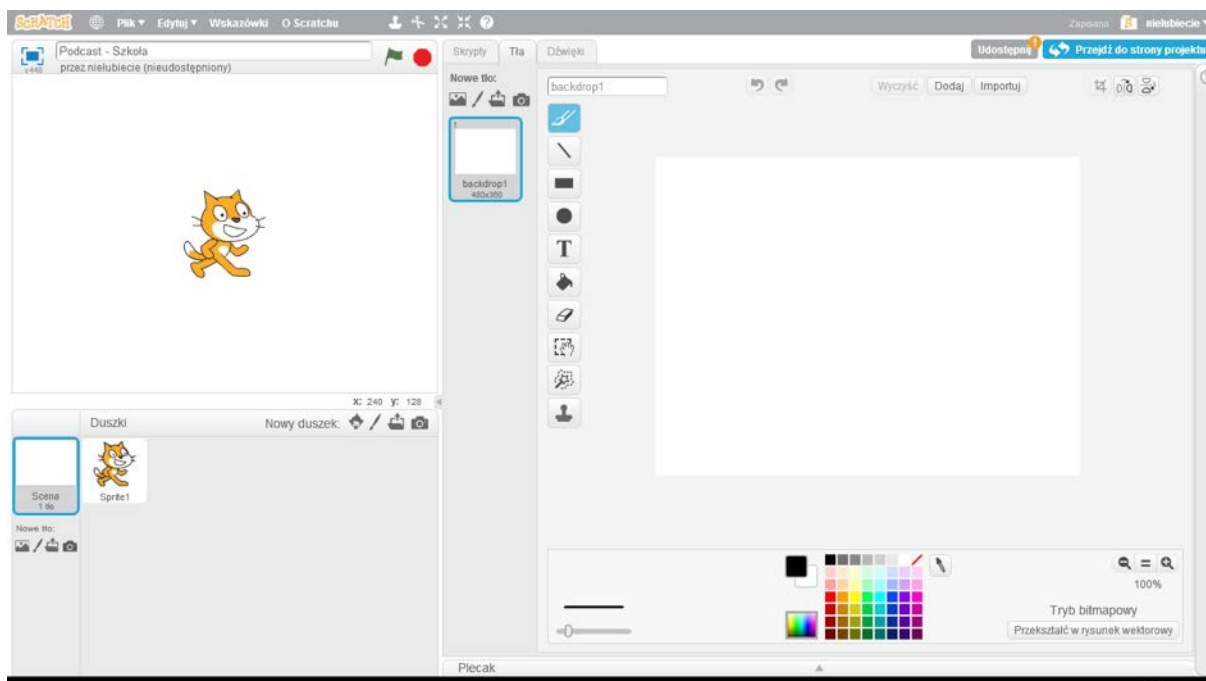 SCRATCH Plik Edytuj Wskazówki O Scratchu Zapisano nielubiecie
Podcast - Szkoła
przez nielubiecie (nieudostępniony)
v448
Skrypty Tła Dźwięki
Udostępnij Przejdź do strony projektu
Nowe tło:
1
backdrop1
480x360
backdrop1
Wyczyść Dodaj Importuj
T
x: 240 y: 128
Duszki Nowy duszek:
Scena
1 tło
Sprite1
Nowe tło:
100%
Tryb bitmapowy
Przekształć w rysunek wektorowy
Plecak